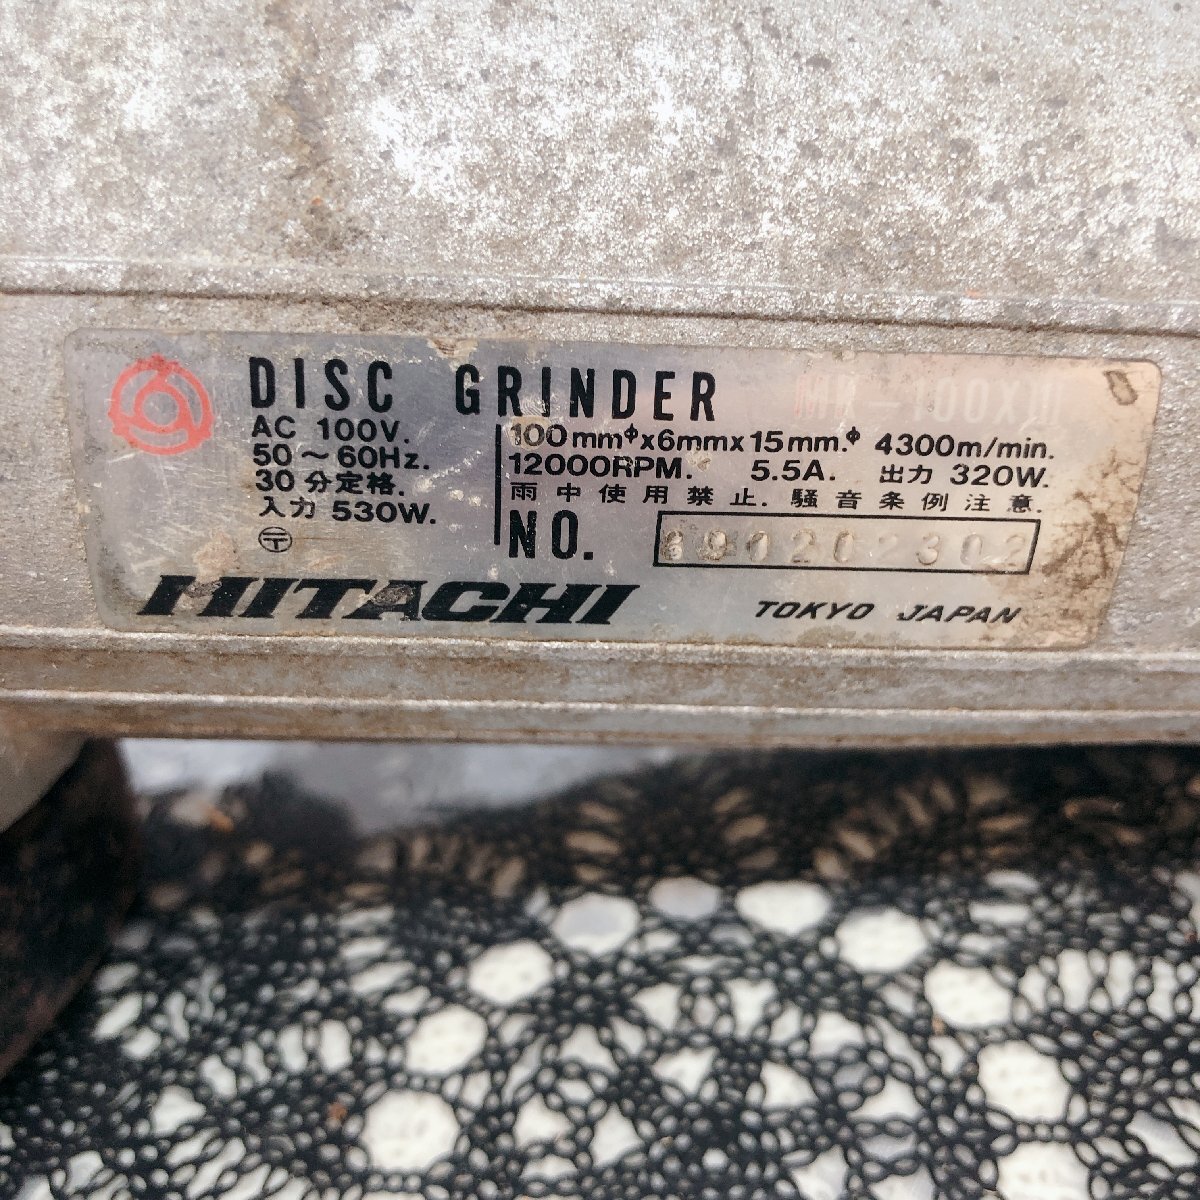 DISC GRINDER
AC 100V.
50～60Hz.
30分定格.
入力 530W.
〶
100mmφx6mmx15mm.φ 4300m/min.
12000RPM. 5.5A. 出力 320W.
雨中使用禁止. 騒音条例注意.
NO. 690202302
HITACHI
TOKYO JAPAN